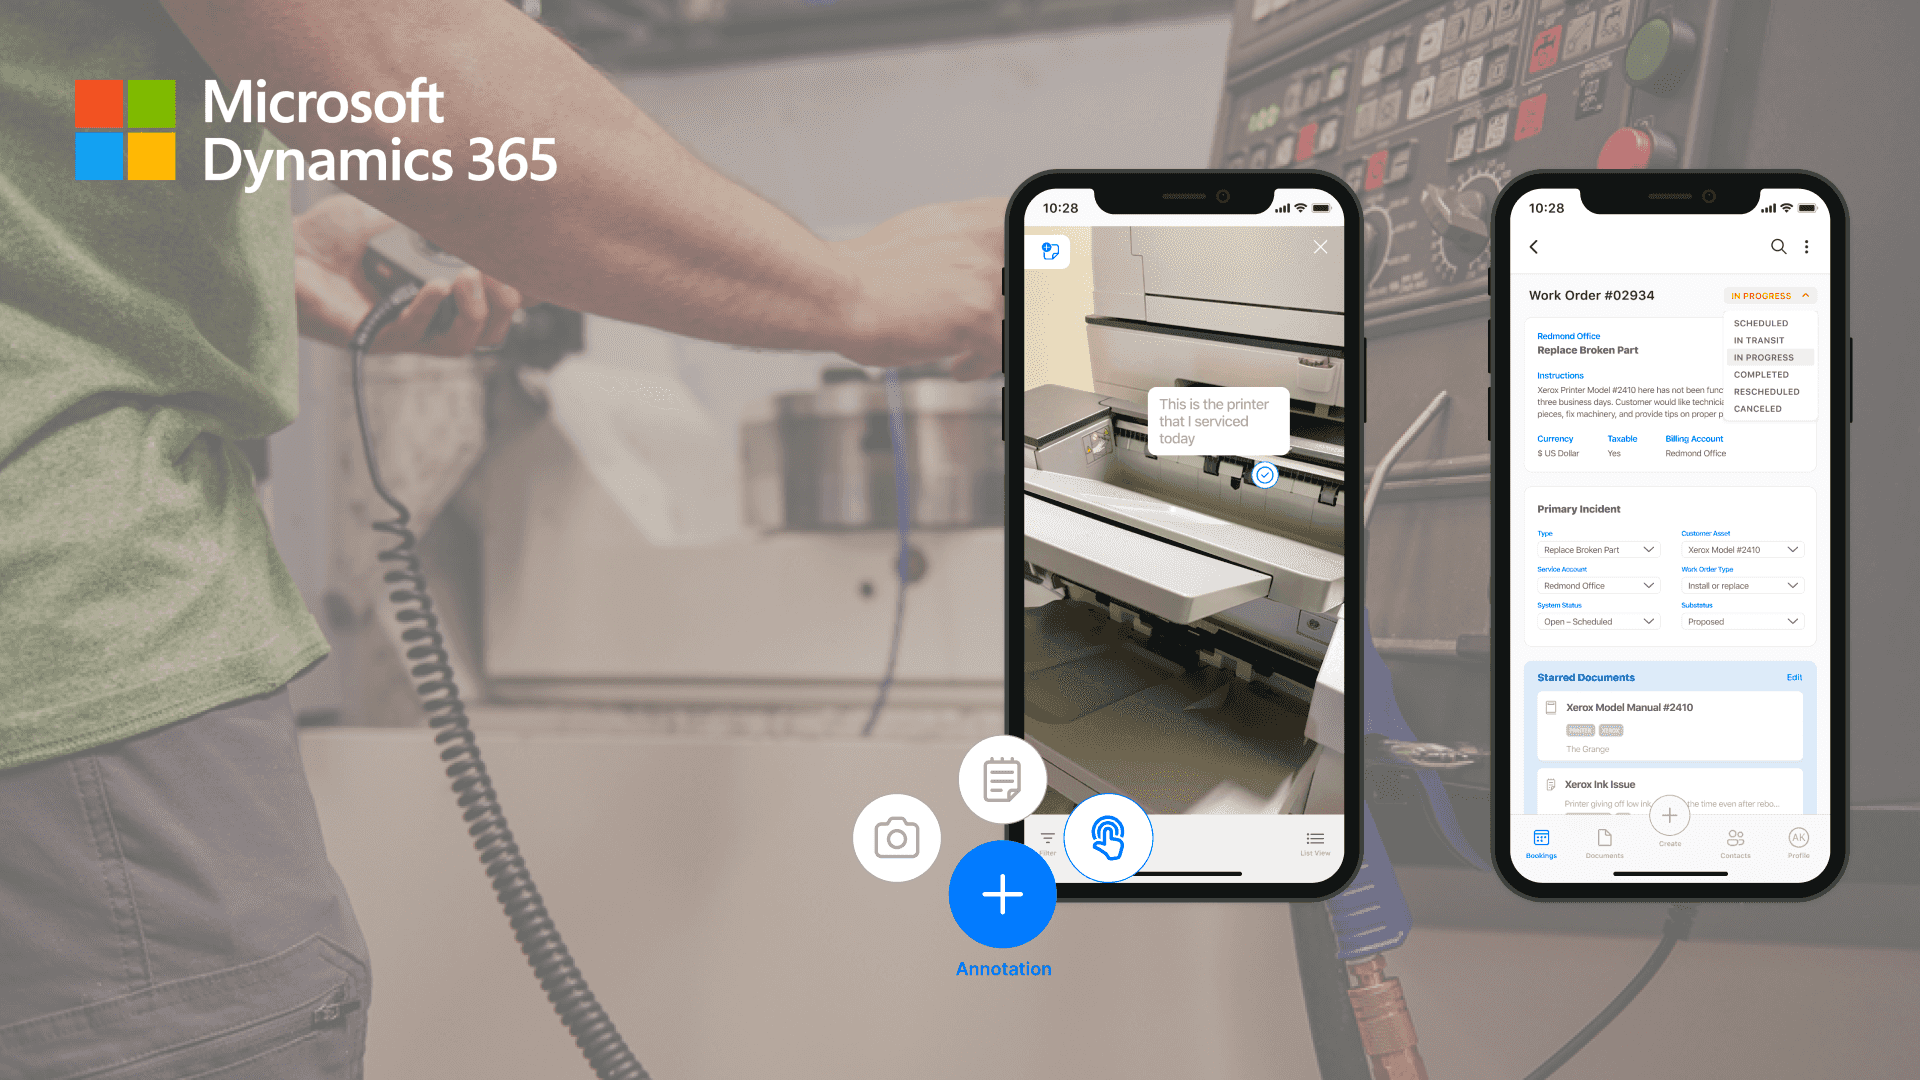 Microsoft
Dynamics 365
10:28
This is the printer
that I serviced
today
Filter
List View
Annotation
10:28
Work Order #02934
IN PROGRESS
SCHEDULED
IN TRANSIT
IN PROGRESS
COMPLETED
RESCHEDULED
CANCELED
Redmond Office
Replace Broken Part
Instructions
Xerox Printer Model #2410 here has not been func
three business days. Customer would like technicia
pieces, fix machinery, and provide tips on proper p
Currency Taxable Billing Account
$ US Dollar Yes Redmond Office
Primary Incident
Type Customer Asset
Replace Broken Part Xerox Model #2410
Service Account Work Order Type
Redmond Office Install or replace
System Status Substatus
Open – Scheduled Proposed
Starred Documents Edit
Xerox Model Manual #2410
PRINTER XEROX
The Grange
Xerox Ink Issue
Printer giving off low ink the time even after rebo...
Bookings Documents Create Contacts Profile
AK